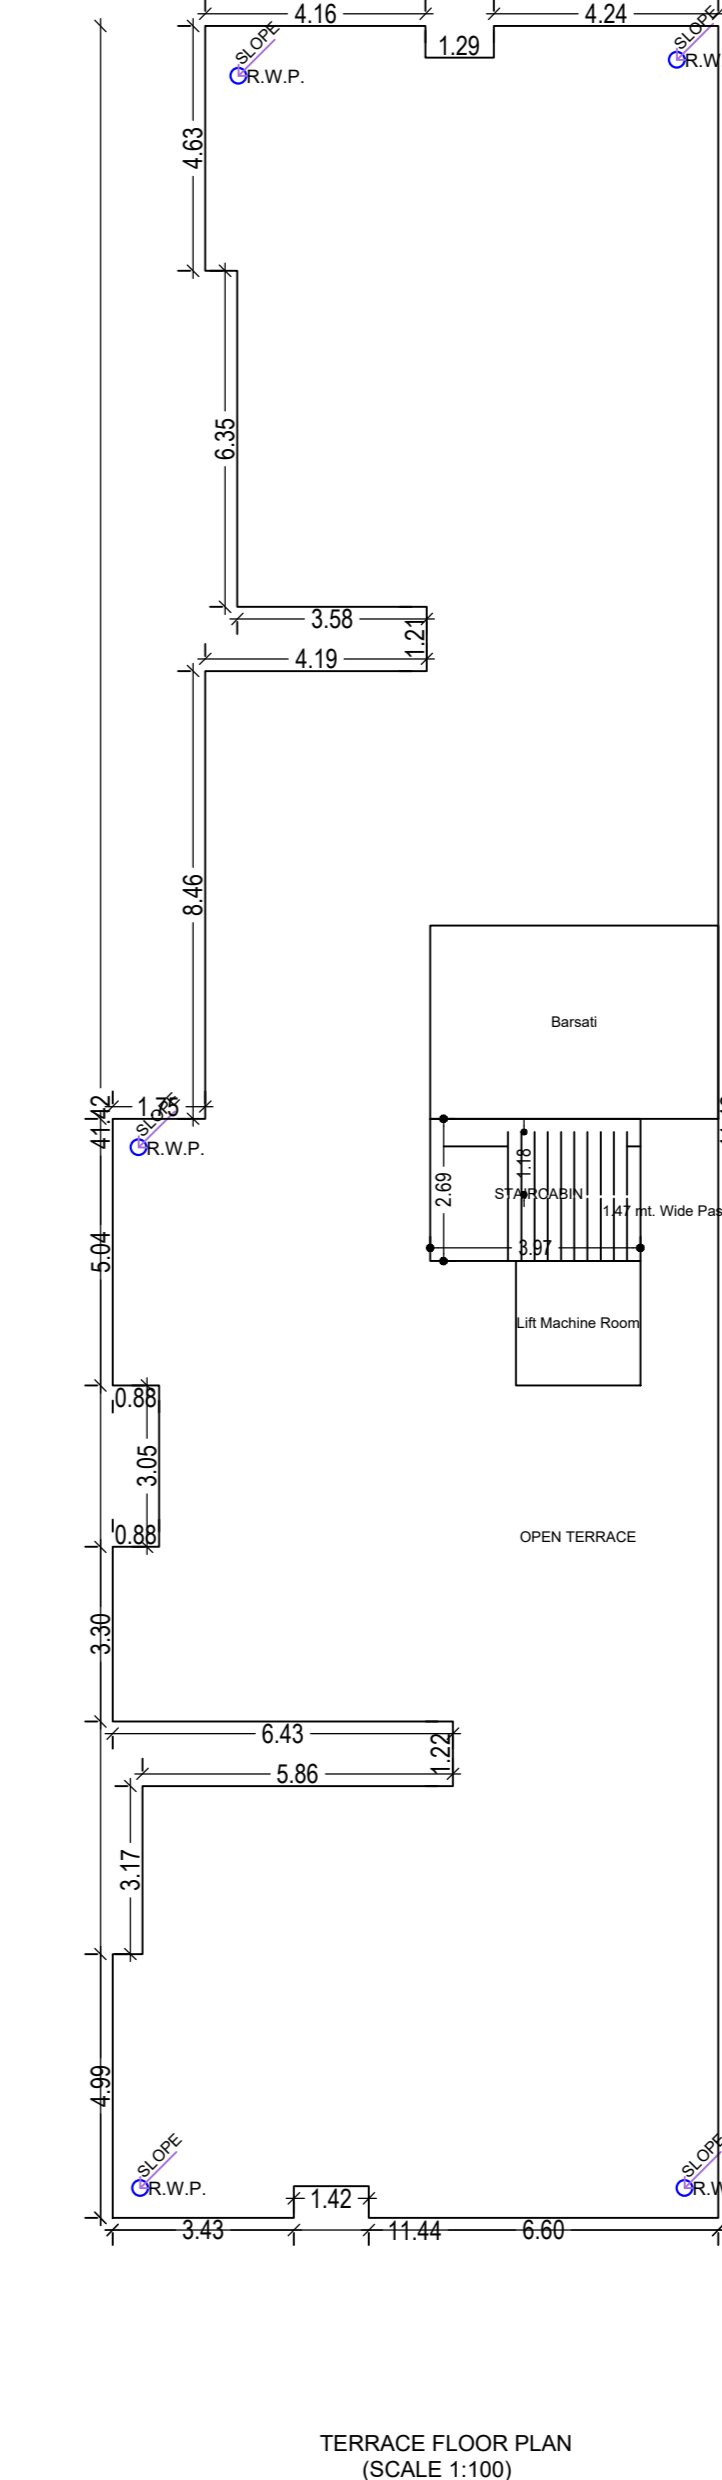 4.16
4.24
SLOPE
SLOPE
1.29
R.W.P.
R.W
4.63
6.35
3.58
1.21
4.19
8.46
Barsati
1.75
SLOPE
41.42
R.W.P.
1.18
2.69
STAIRCABIN
1.47 mt. Wide Pas
5.04
3.97
Lift Machine Room
0.88
3.05
0.88
OPEN TERRACE
3.30
6.43
1.22
5.86
3.17
4.99
SLOPE
SLOPE
R.W.P.
R.W
1.42
3.43
11.44
6.60
TERRACE FLOOR PLAN
(SCALE 1:100)